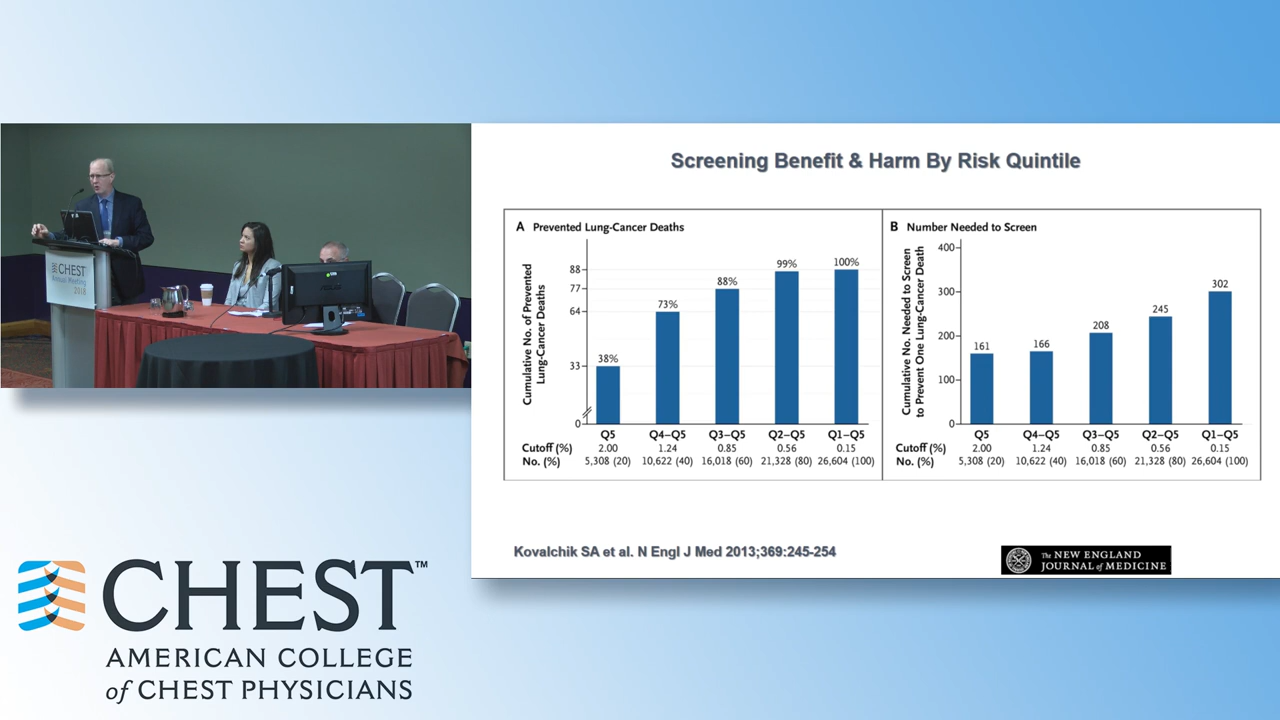 CHEST
Annual Meeting
2018
Screening Benefit & Harm By Risk Quintile
A Prevented Lung-Cancer Deaths
Cumulative No. of Prevented
Lung-Cancer Deaths
88
77
64
33
0
38%
73%
88%
99%
100%
Q5 Q4–Q5 Q3–Q5 Q2–Q5 Q1–Q5
Cutoff (%) 2.00 1.24 0.85 0.56 0.15
No. (%) 5,308 (20) 10,622 (40) 16,018 (60) 21,328 (80) 26,604 (100)
B Number Needed to Screen
Cumulative No. Needed to Screen
to Prevent One Lung-Cancer Death
400
300
200
100
0
161
166
208
245
302
Q5 Q4–Q5 Q3–Q5 Q2–Q5 Q1–Q5
Cutoff (%) 2.00 1.24 0.85 0.56 0.15
No. (%) 5,308 (20) 10,622 (40) 16,018 (60) 21,328 (80) 26,604 (100)
Kovalchik SA et al. N Engl J Med 2013;369:245-254
The NEW ENGLAND
JOURNAL of MEDICINE
CHEST™
AMERICAN COLLEGE
of CHEST PHYSICIANS